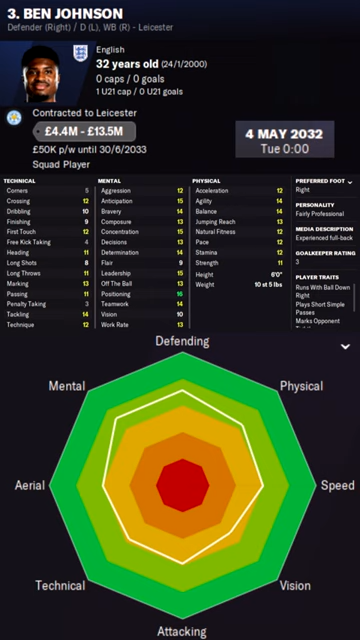 3. BEN JOHNSON
Defender (Right) / D (L), WB (R) - Leicester
English
32 years old (24/1/2000)
0 caps / 0 goals
1 U21 cap / 0 U21 goals
Contracted to Leicester
£4.4M - £13.5M
£50K p/w until 30/6/2033
Squad Player
4 MAY 2032
Tue 0:00
TECHNICAL
Corners 5
Crossing 12
Dribbling 10
Finishing 9
First Touch 12
Free Kick Taking 4
Heading 11
Long Shots 8
Long Throws 11
Marking 13
Passing 11
Penalty Taking 3
Tackling 14
Technique 12
MENTAL
Aggression 12
Anticipation 15
Bravery 14
Composure 13
Concentration 15
Decisions 13
Determination 14
Flair 9
Leadership 15
Off The Ball 13
Positioning 16
Teamwork 14
Vision 10
Work Rate 13
PHYSICAL
Acceleration 12
Agility 14
Balance 14
Jumping Reach 13
Natural Fitness 12
Pace 12
Stamina 12
Strength 11
Height 6'0"
Weight 10 st 5 lbs
PREFERRED FOOT
Right
PERSONALITY
Fairly Professional
MEDIA DESCRIPTION
Experienced full-back
GOALKEEPER RATING
3
PLAYER TRAITS
Runs With Ball Down
Right
Plays Short Simple
Passes
Marks Opponent
Defending
Mental
Physical
Aerial
Speed
Technical
Vision
Attacking